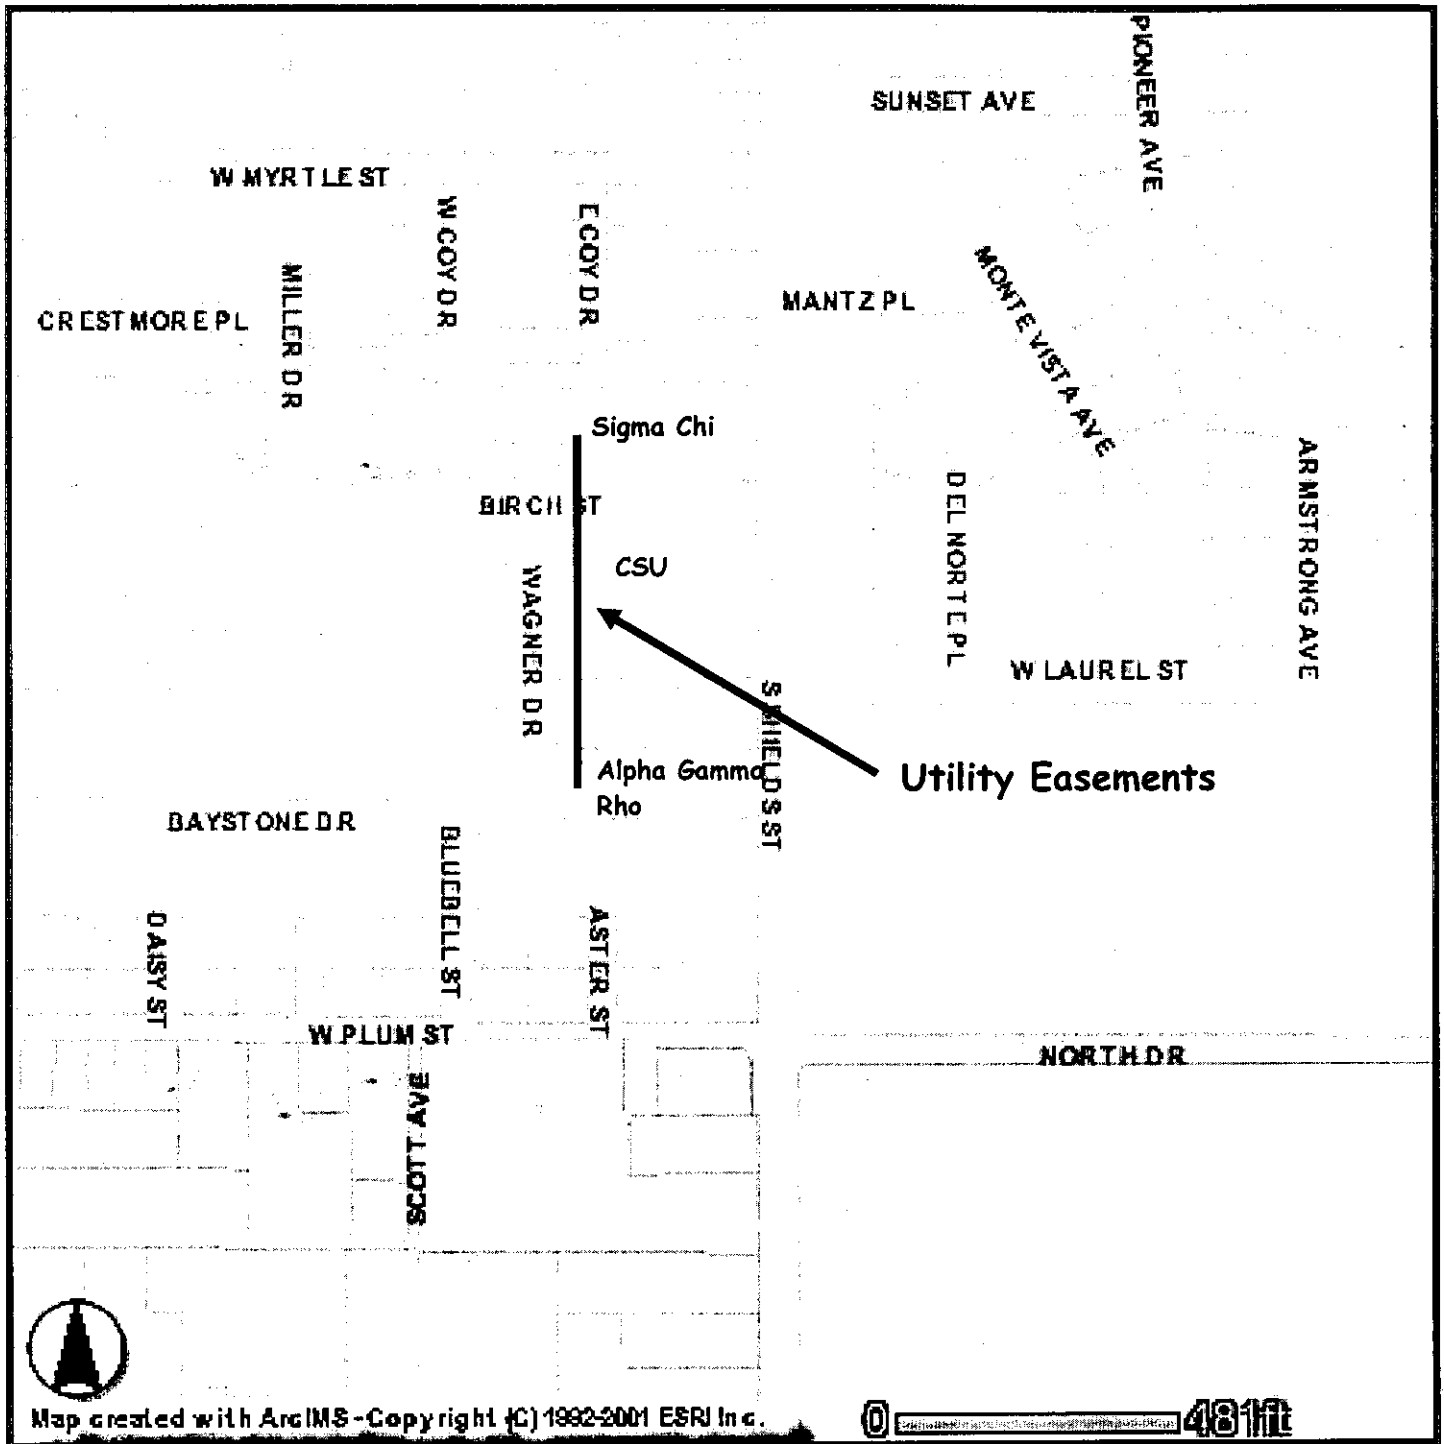 PIONEER AVE
SUNSET AVE
W MYRTLE ST
W COY DR
E COY DR
MILLER DR
CRESTMORE PL
MANTZ PL
MONTE VISTA AVE
Sigma Chi
ARMSTRONG AVE
DEL NORTE PL
BIRCH ST
CSU
WAGNER DR
W LAUREL ST
S SHIELDS ST
Alpha Gamma
Rho
Utility Easements
BAYSTONE DR
BLUEBELL ST
DAISY ST
ASTER ST
W PLUM ST
NORTH DR
SCOTT AVE
Map created with ArcIMS - Copyright (C) 1992-2001 ESRI Inc.
0 481ft